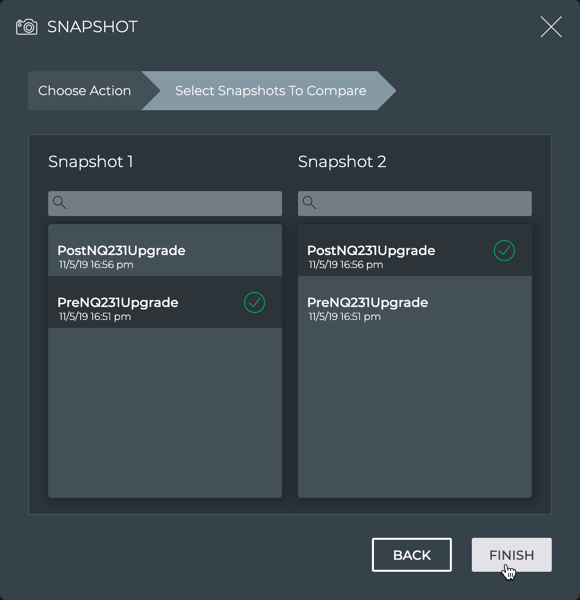 SNAPSHOT
Choose Action
Select Snapshots To Compare
Snapshot 1
PostNQ231Upgrade
11/5/19 16:56 pm
PreNQ231Upgrade
11/5/19 16:51 pm
Snapshot 2
PostNQ231Upgrade
11/5/19 16:56 pm
PreNQ231Upgrade
11/5/19 16:51 pm
BACK
FINISH